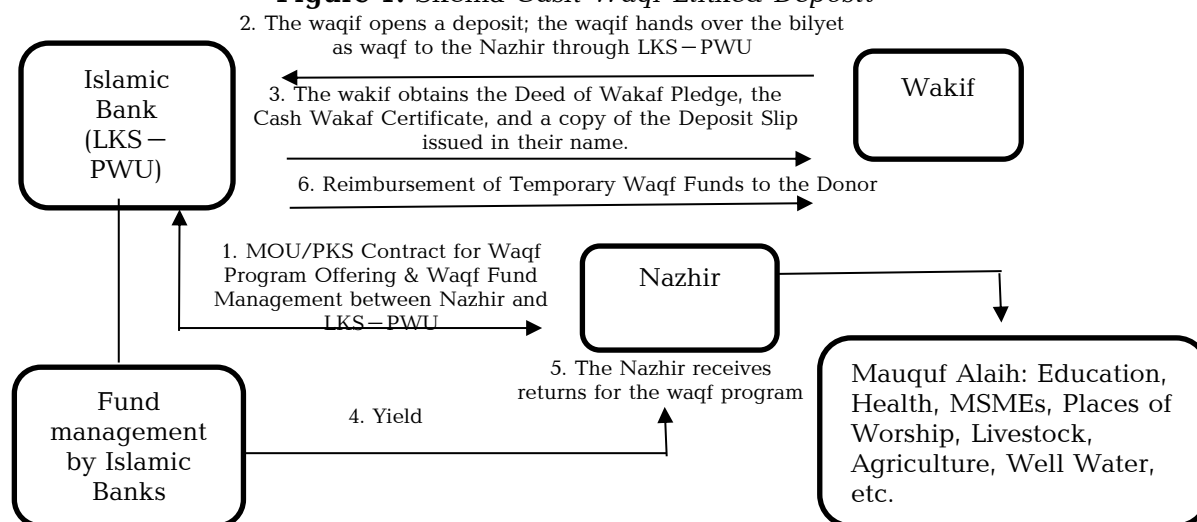 Figure 1. Skema Cash Waqf Linked Deposit
2. The waqif opens a deposit; the waqif hands over the bilyet
as waqf to the Nazhir through LKS–PWU
Islamic
Bank
(LKS–
PWU)
Wakif
3. The wakif obtains the Deed of Wakaf Pledge, the
Cash Wakaf Certificate, and a copy of the Deposit Slip
issued in their name.
6. Reimbursement of Temporary Waqf Funds to the Donor
1. MOU/PKS Contract for Waqf
Program Offering & Waqf Fund
Management between Nazhir and
LKS–PWU
Nazhir
5. The Nazhir receives
returns for the waqf program
Fund
management
by Islamic
Banks
4. Yield
Mauquf Alaih: Education,
Health, MSMEs, Places of
Worship, Livestock,
Agriculture, Well Water,
etc.